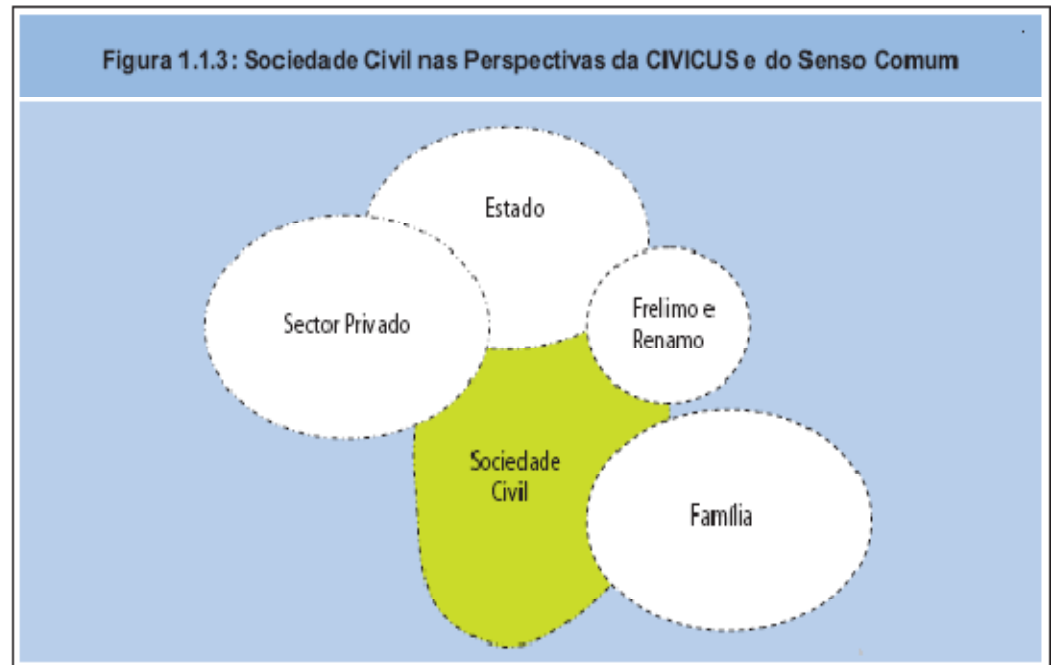 Figura 1.1.3: Sociedade Civil nas Perspectivas da CIVICUS e do Senso Comum
Estado
Sector Privado
Frelimo e
Renamo
Sociedade
Civil
Família